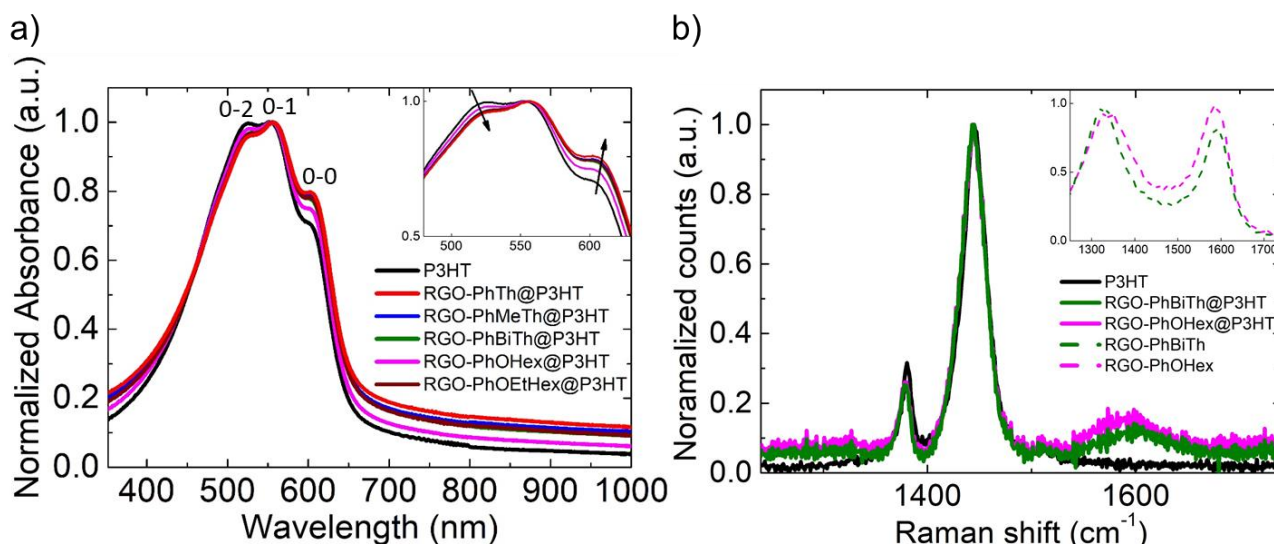 a)
Normalized Absorbance (a.u.)
1.0
0.8
0.6
0.4
0.2
0.0
0-2 0-1
0-0
1.0
0.5
500 550 600
P3HT
RGO-PhTh@P3HT
RGO-PhMeTh@P3HT
RGO-PhBiTh@P3HT
RGO-PhOHex@P3HT
RGO-PhOEtHex@P3HT
400 500 600 700 800 900 1000
Wavelength (nm)
b)
Noramalized counts (a.u.)
1.0
0.8
0.6
0.4
0.2
0.0
1.0
0.5
0.0
1300 1400 1500 1600 1700
P3HT
RGO-PhBiTh@P3HT
RGO-PhOHex@P3HT
RGO-PhBiTh
RGO-PhOHex
1400 1600
Raman shift (cm⁻¹)